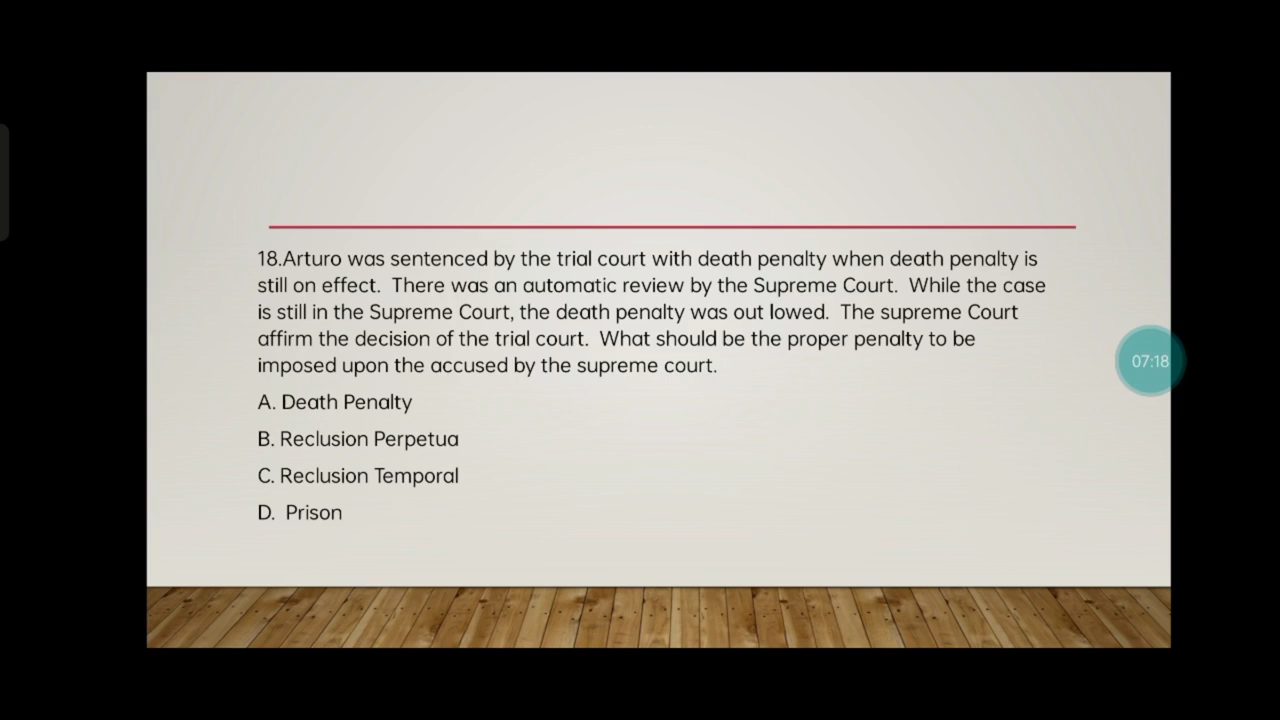 18.Arturo was sentenced by the trial court with death penalty when death penalty is
still on effect.  There was an automatic review by the Supreme Court.  While the case
is still in the Supreme Court, the death penalty was out lowed.  The supreme Court
affirm the decision of the trial court.  What should be the proper penalty to be
imposed upon the accused by the supreme court.
07:18
A. Death Penalty
B. Reclusion Perpetua
C. Reclusion Temporal
D.  Prison